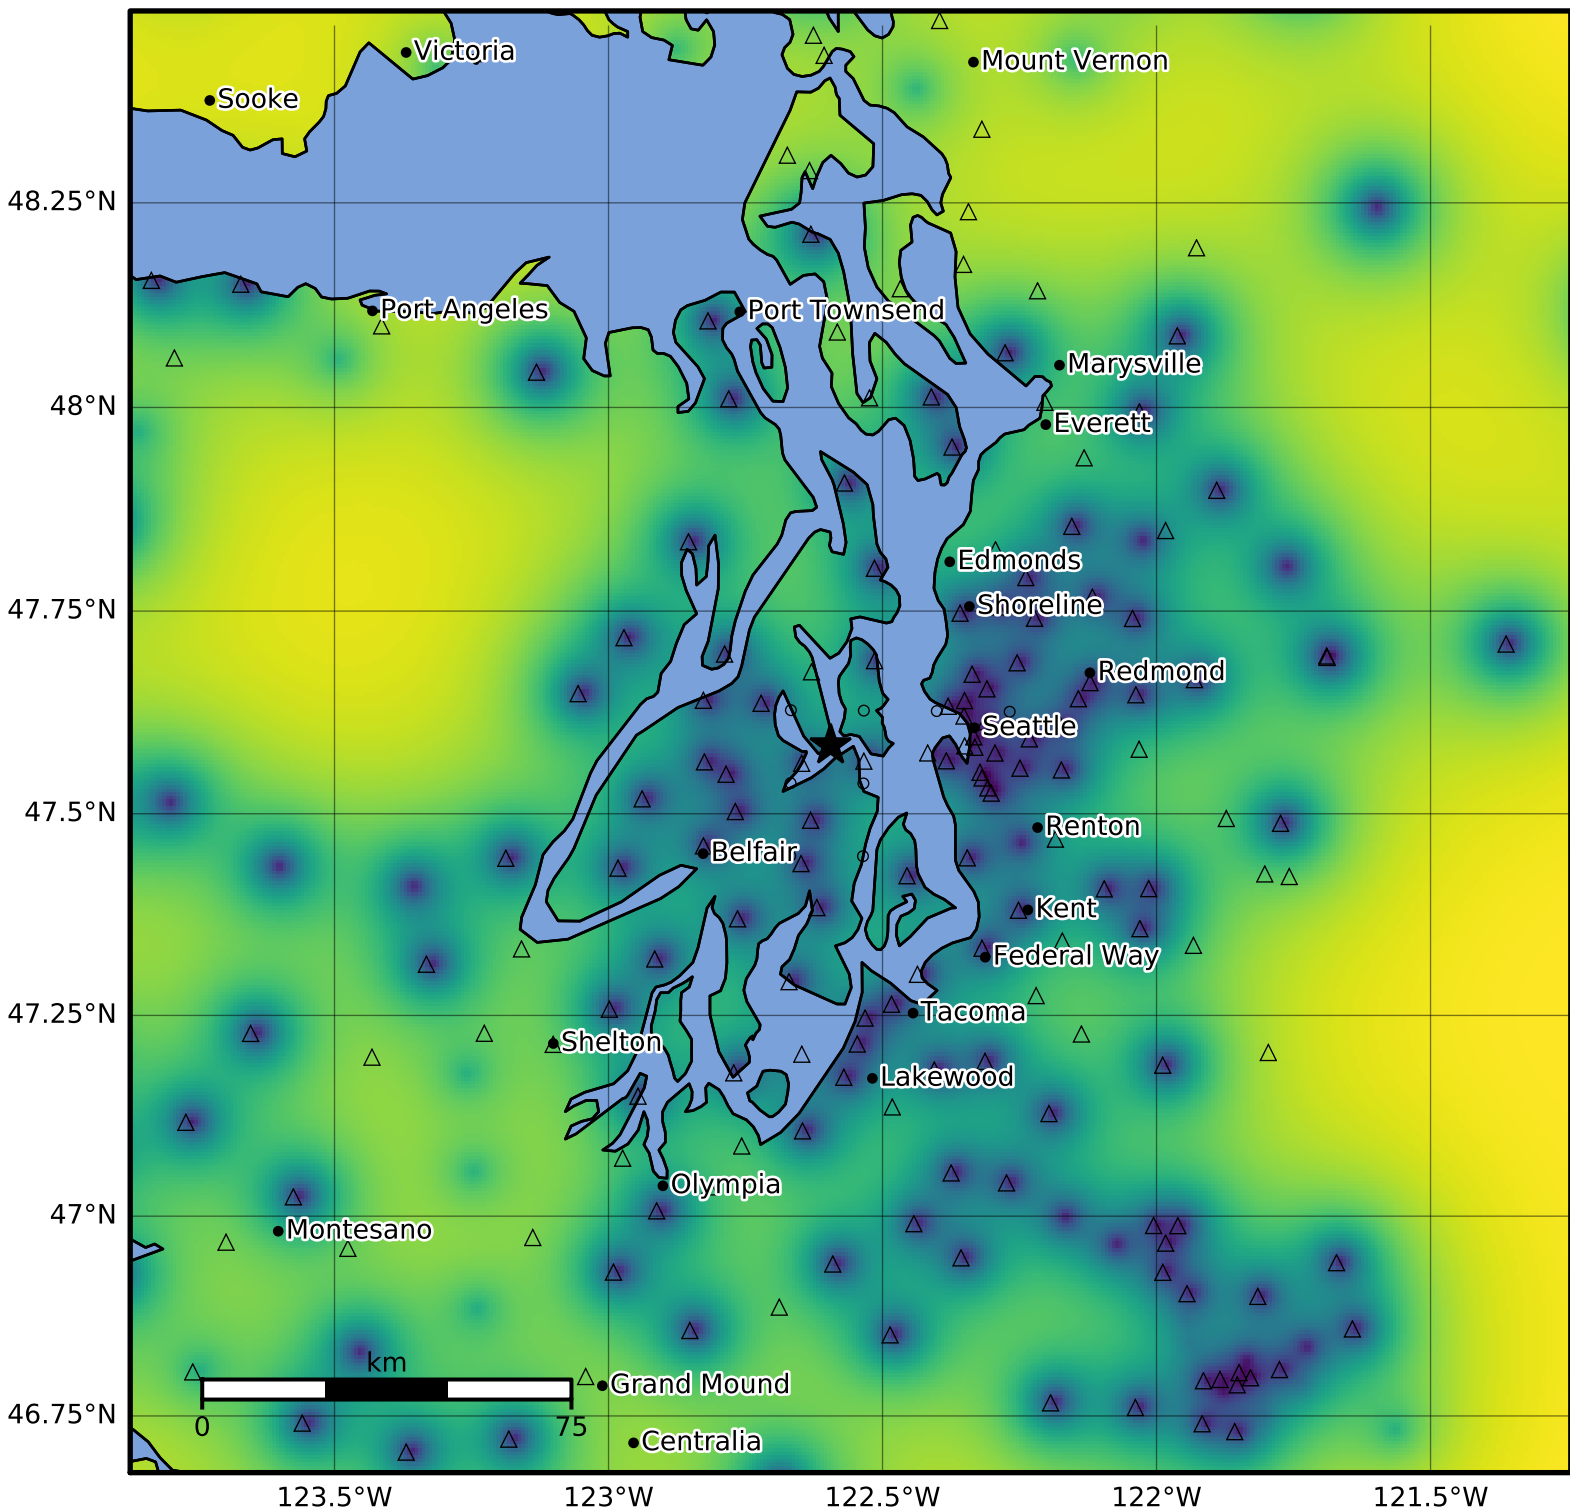 Victoria
Mount Vernon
Sooke
48.25°N
Port Angeles
Port Townsend
Marysville
48°N
Everett
Edmonds
47.75°N
Shoreline
Redmond
Seattle
47.5°N
Renton
Belfair
Kent
Federal Way
47.25°N
Tacoma
Shelton
Lakewood
Olympia
47°N
Montesano
km
Grand Mound
46.75°N
0
75
Centralia
123.5°W
123°W
122.5°W
122°W
121.5°W